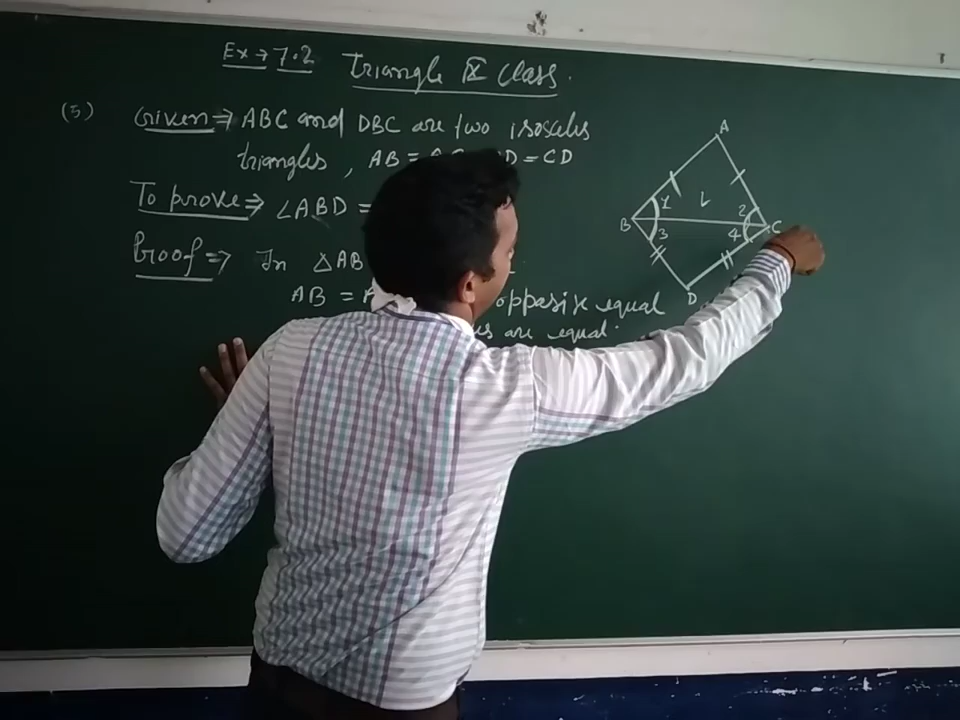 Ex → 7.2 Triangle IX class.
(5) Given ⇒ ABC and DBC are two isosceles
triangles, AB = D = CD
To prove ⇒ ∠ABD =
Proof ⇒ In △AB
AB = opposite equal
are equal.
A
B
C
D
1
2
3
4